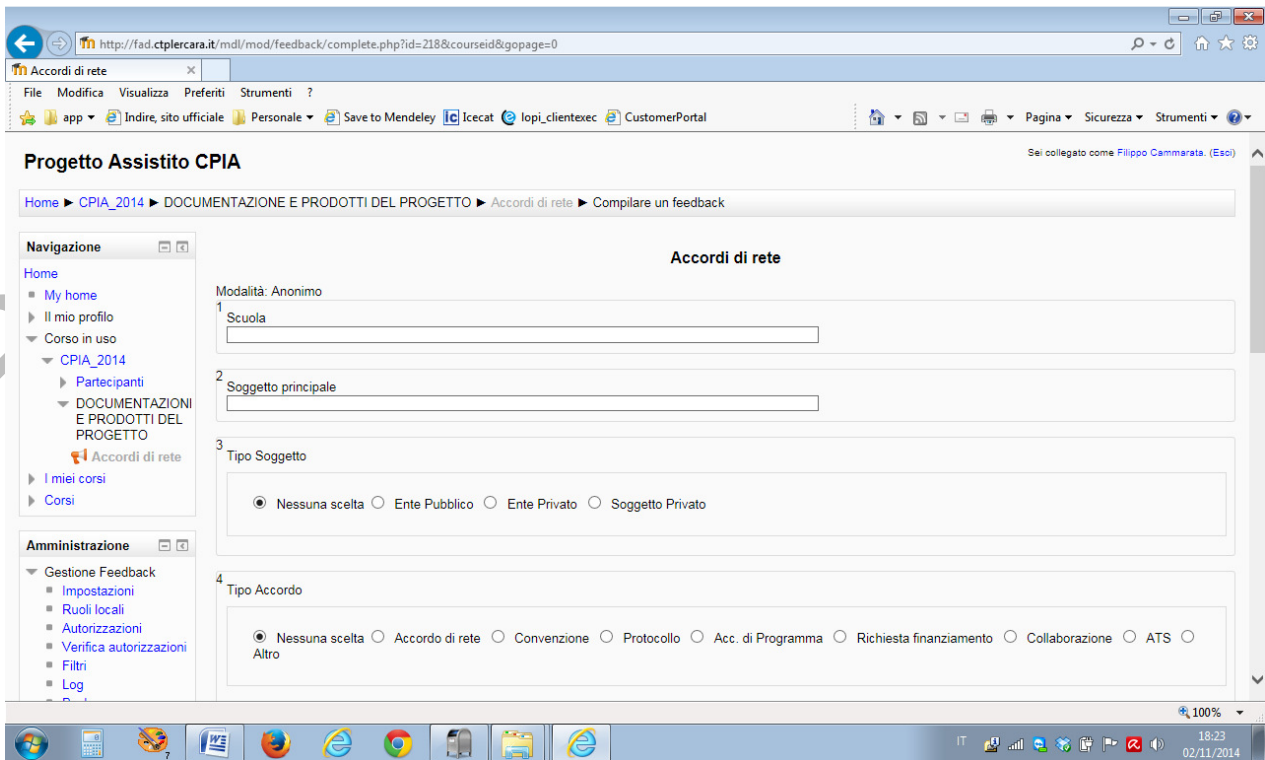 http://fad.ctplercara.it/mdl/mod/feedback/complete.php?id=218&courseid&gopage=0
Accordi di rete
File Modifica Visualizza Preferiti Strumenti ?
app Indire, sito ufficiale Personale Save to Mendeley Icecat lopi_clientexec CustomerPortal Pagina Sicurezza Strumenti
Progetto Assistito CPIA
Sei collegato come Filippo Cammarata. (Esci)
Home ► CPIA_2014 ► DOCUMENTAZIONE E PRODOTTI DEL PROGETTO ► Accordi di rete ► Compilare un feedback
Navigazione
Home
My home
Il mio profilo
Corso in uso
CPIA_2014
Partecipanti
DOCUMENTAZIONI
E PRODOTTI DEL
PROGETTO
Accordi di rete
I miei corsi
Corsi
Amministrazione
Gestione Feedback
Impostazioni
Ruoli locali
Autorizzazioni
Verifica autorizzazioni
Filtri
Log
Accordi di rete
Modalità: Anonimo
1
Scuola
2
Soggetto principale
3
Tipo Soggetto
Nessuna scelta Ente Pubblico Ente Privato Soggetto Privato
4
Tipo Accordo
Nessuna scelta Accordo di rete Convenzione Protocollo Acc. di Programma Richiesta finanziamento Collaborazione ATS
Altro
100%
7
IT
18:23
02/11/2014